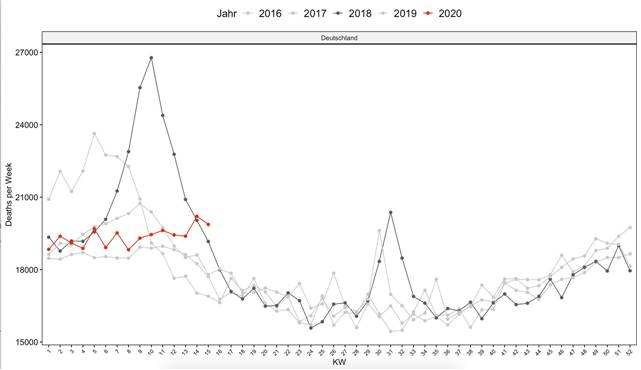 Jahr 2016 2017 2018 2019 2020
Deutschland
27000
24000
21000
18000
15000
Deaths per Week
1 2 3 4 5 6 7 8 9 10 11 12 13 14 15 16 17 18 19 20 21 22 23 24 25 26 27 28 29 30 31 32 33 34 35 36 37 38 39 40 41 42 43 44 45 46 47 48 49 50 51 52
KW